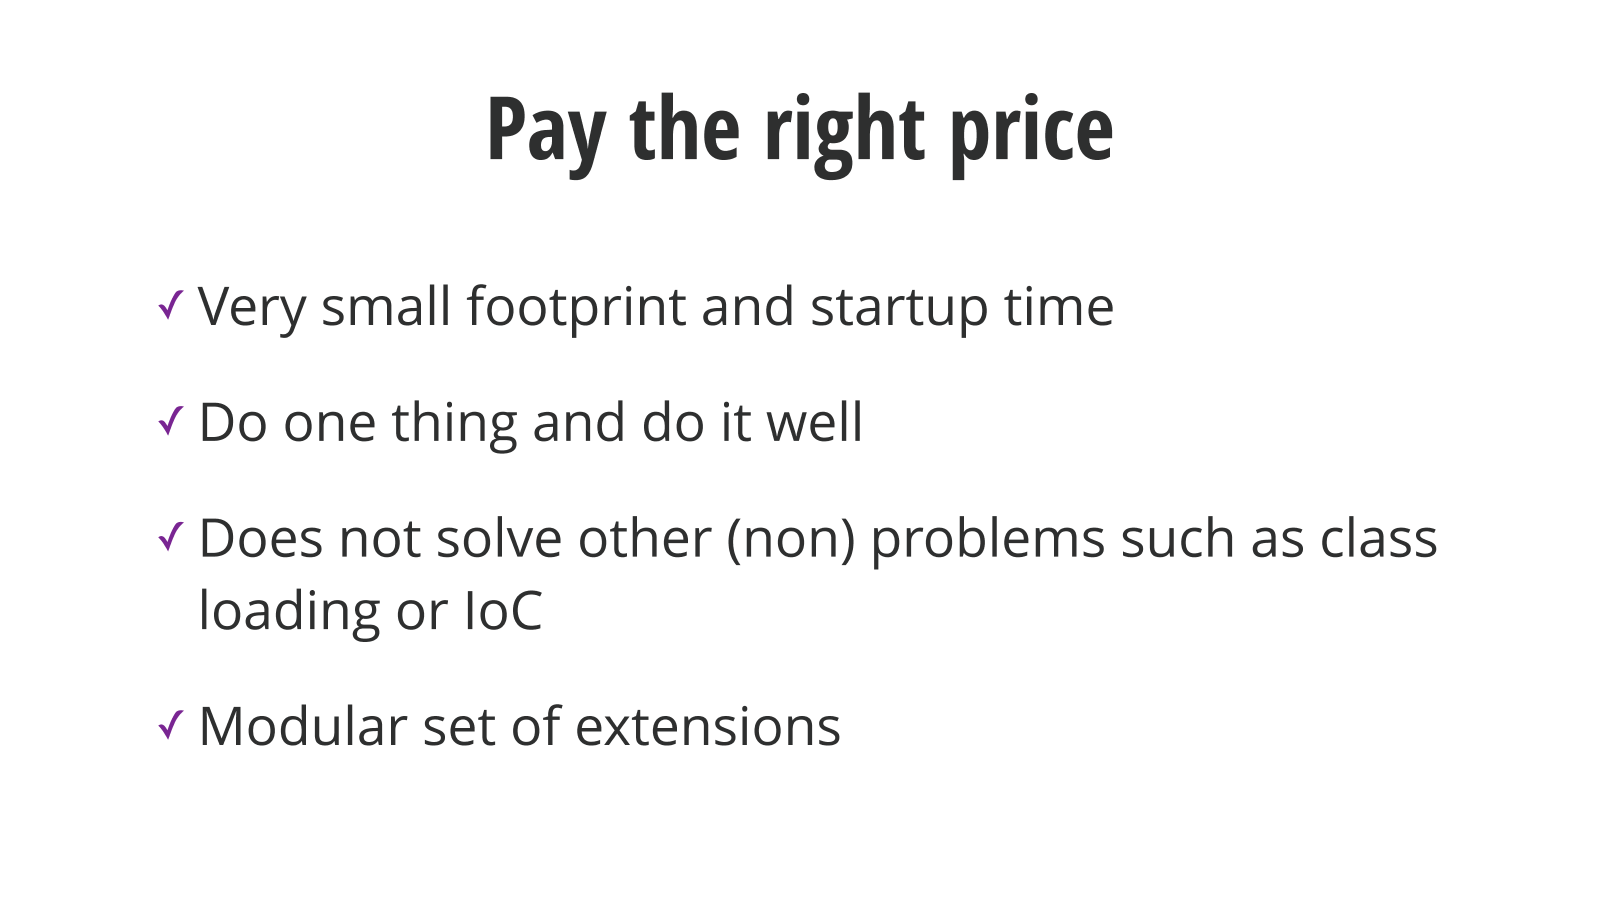 Pay the right price
✓ Very small footprint and startup time
✓ Do one thing and do it well
✓ Does not solve other (non) problems such as class
loading or IoC
✓ Modular set of extensions